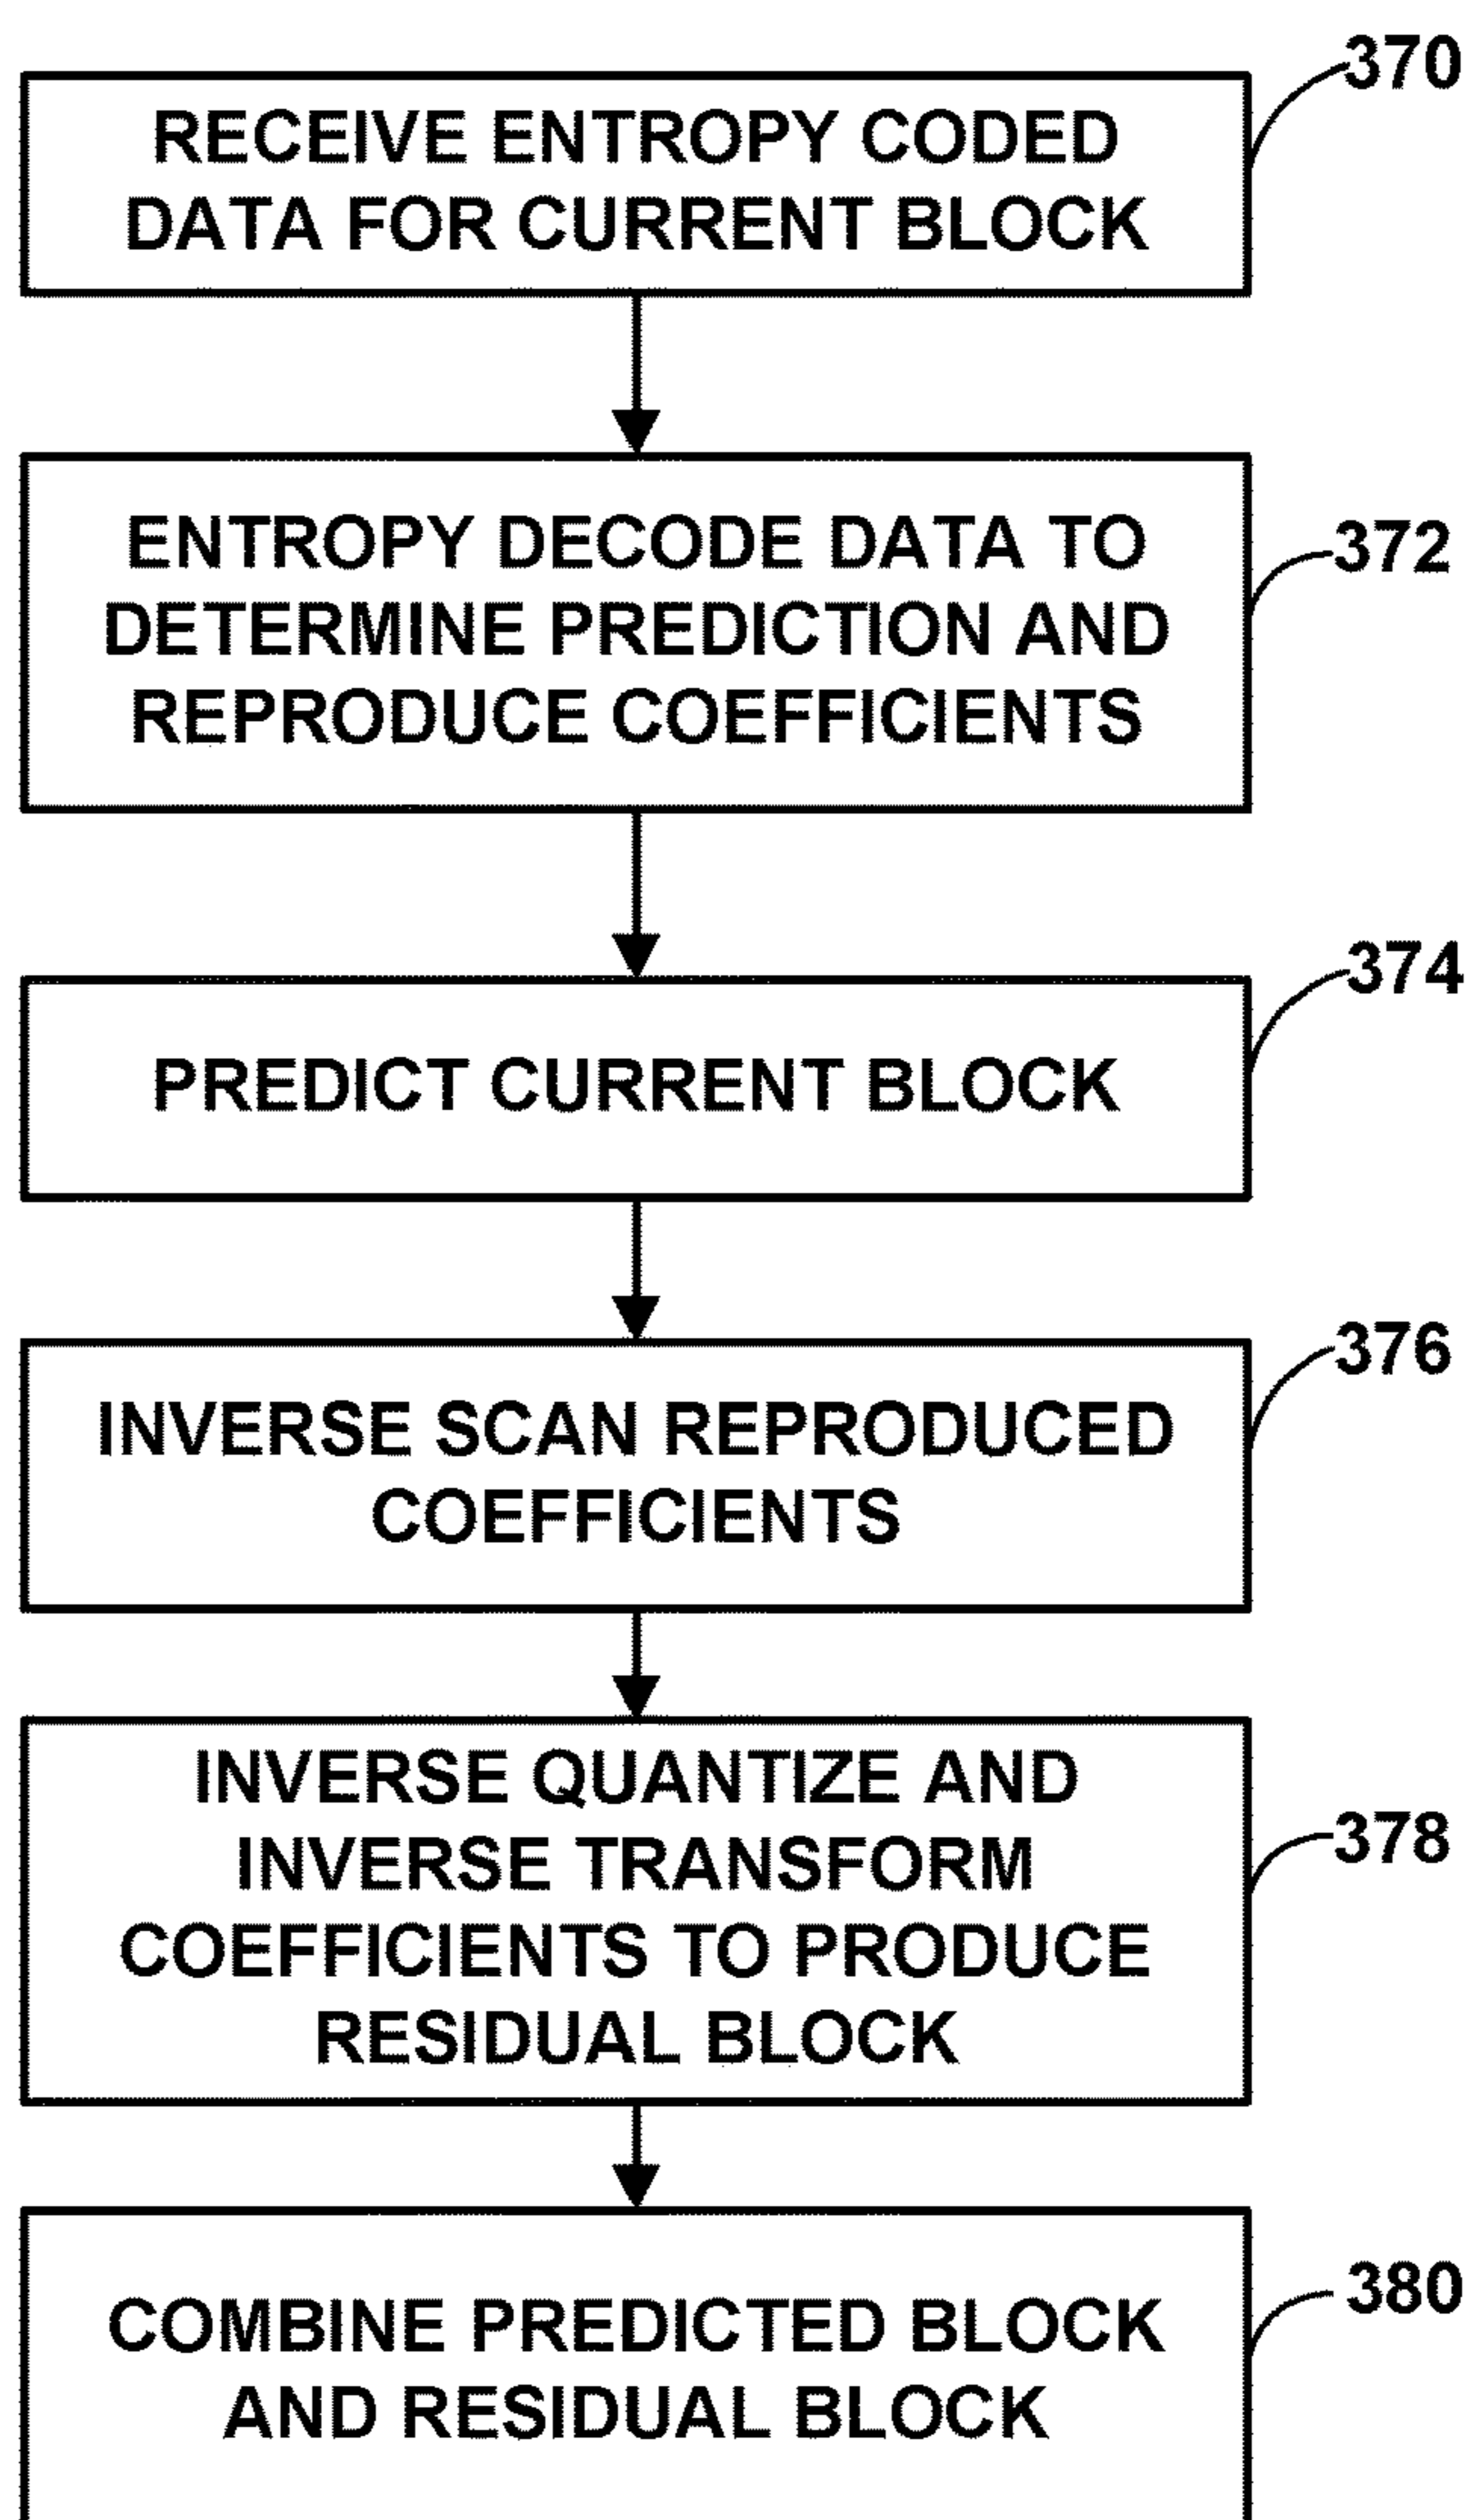 370
RECEIVE ENTROPY CODED
DATA FOR CURRENT BLOCK
ENTROPY DECODE DATA TO
DETERMINE PREDICTION AND
REPRODUCE COEFFICIENTS
372
374
PREDICT CURRENT BLOCK
376
INVERSE SCAN REPRODUCED
COEFFICIENTS
INVERSE QUANTIZE AND
INVERSE TRANSFORM
COEFFICIENTS TO PRODUCE
RESIDUAL BLOCK
378
380
COMBINE PREDICTED BLOCK
AND RESIDUAL BLOCK